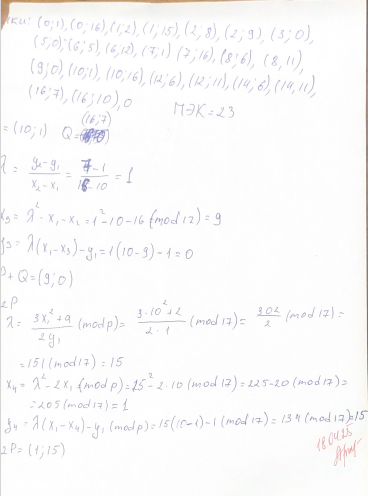 (0;1), (0,16), (1;2), (1,15), (2,8), (2,9), (5;0),
(5,0), (6;5), (6,12), (7,1) (7,16), (8;6), (8,11)
(9;0), (10;1), (10,16), (12;6), (12,11), (14;6), (14,11),
(16;7), (16;10), 0
МЭК = 23
(16;7)
= (10;1) Q =
λ = y₂-y₁ / x₂-x₁ = 7-1 / 16-10 = 1
x₃ = λ² - x₁ - x₂ = 1² - 10 - 16 (mod 17) = 9
y₃ = λ(x₁-x₃) - y₁ = 1(10-9) - 1 = 0
P + Q = (9;0)
2P
λ = 3x₁² + a / 2y₁ (mod p) = 3·10² + 2 / 2·1 (mod 17) = 302 / 2 (mod 17) =
= 151 (mod 17) = 15
x₄ = λ² - 2x₁ (mod p) = 15² - 2·10 (mod 17) = 225 - 20 (mod 17) =
= 205 (mod 17) = 1
y₄ = λ(x₁-x₄) - y₁ (mod p) = 15(15-1) - 1 (mod 17) = 134 (mod 17) = 15
2P = (1;15)
18.04.25